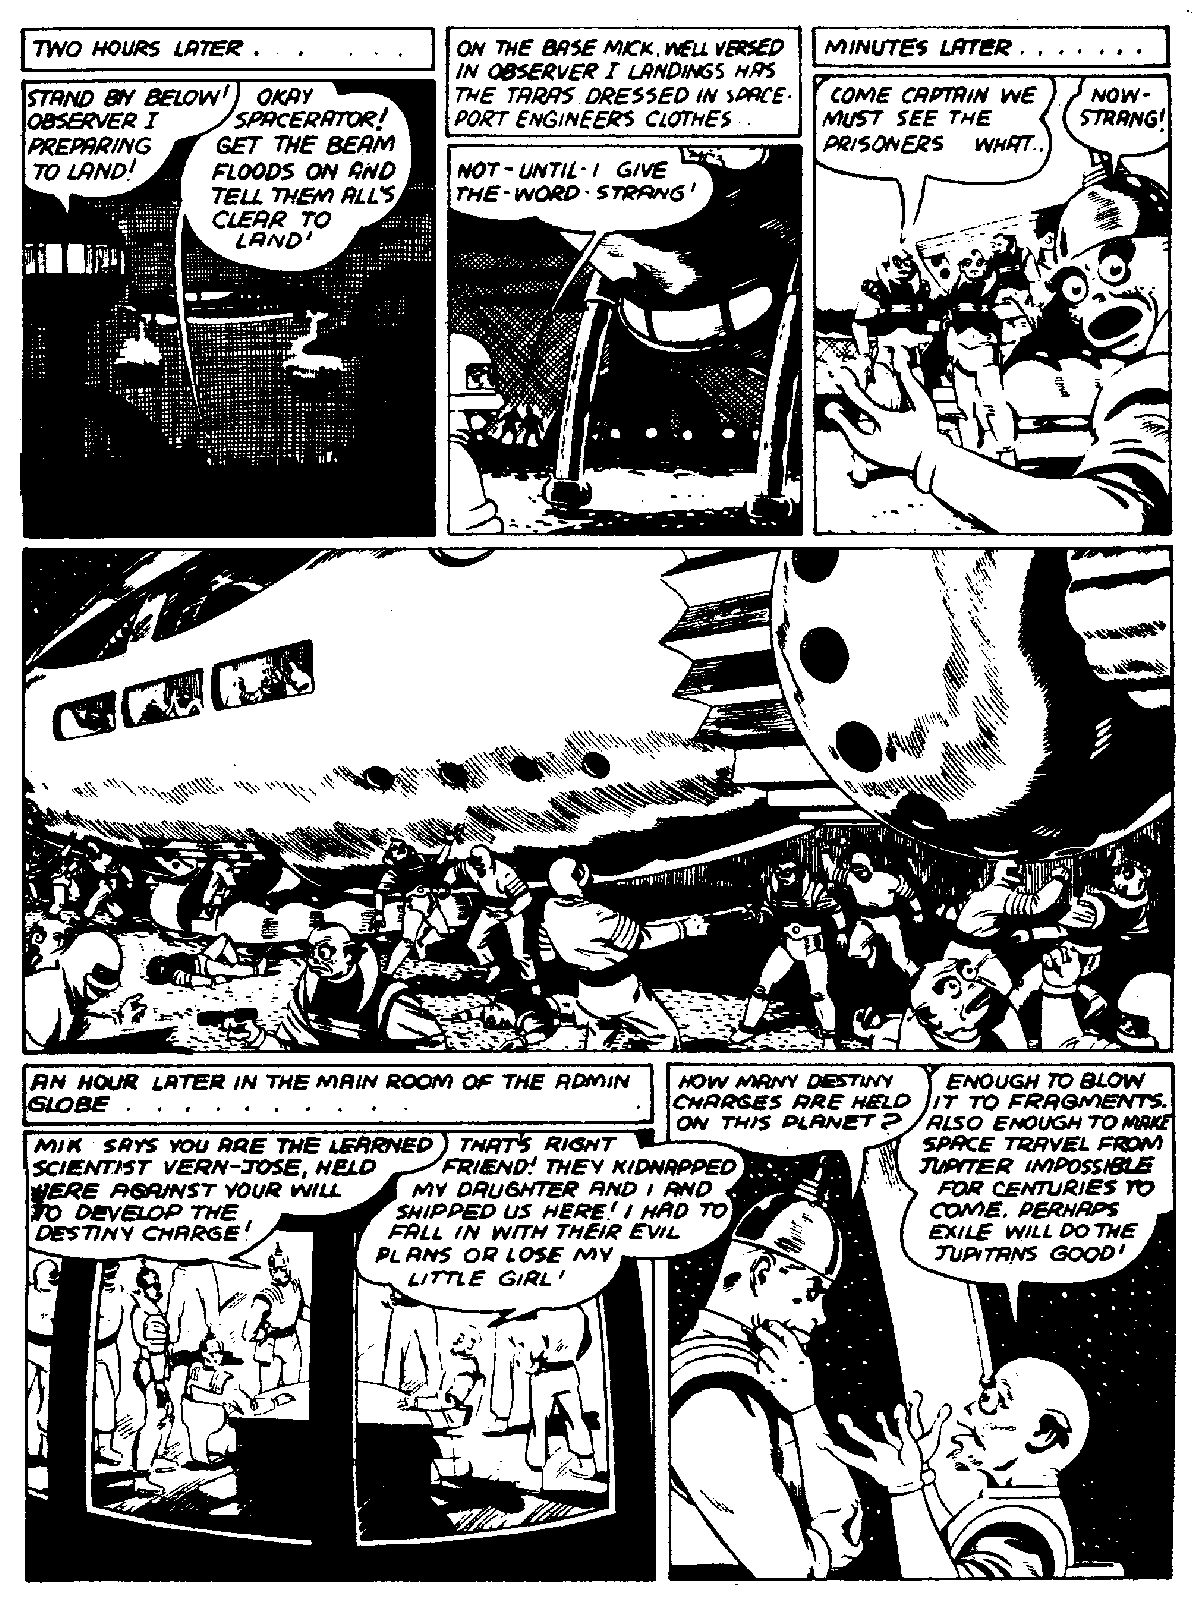 TWO HOURS LATER . . . . . .
STAND BY BELOW!
OBSERVER I
PREPARING
TO LAND!
OKAY
SPACERATOR!
GET THE BEAM
FLOODS ON AND
TELL THEM ALL'S
CLEAR TO
LAND!
ON THE BASE MICK, WELL VERSED
IN OBSERVER I LANDINGS HAS
THE TARAS DRESSED IN SPACE-
PORT ENGINEERS CLOTHES . .
NOT-UNTIL-I GIVE
THE-WORD-STRANG!
MINUTES LATER . . . . . . .
COME CAPTAIN WE
MUST SEE THE
PRISONERS WHAT..
NOW-
STRANG!
AN HOUR LATER IN THE MAIN ROOM OF THE ADMIN
GLOBE . . . . . . . . . . .
MIK SAYS YOU ARE THE LEARNED
SCIENTIST VERN-JOSE, HELD
HERE AGAINST YOUR WILL
TO DEVELOP THE
DESTINY CHARGE!
THAT'S RIGHT
FRIEND! THEY KIDNAPPED
MY DAUGHTER AND I AND
SHIPPED US HERE! I HAD TO
FALL IN WITH THEIR EVIL
PLANS OR LOSE MY
LITTLE GIRL!
HOW MANY DESTINY
CHARGES ARE HELD
ON THIS PLANET?
ENOUGH TO BLOW
IT TO FRAGMENTS.
ALSO ENOUGH TO MAKE
SPACE TRAVEL FROM
JUPITER IMPOSSIBLE
FOR CENTURIES TO
COME. PERHAPS
EXILE WILL DO THE
JUPITANS GOOD!